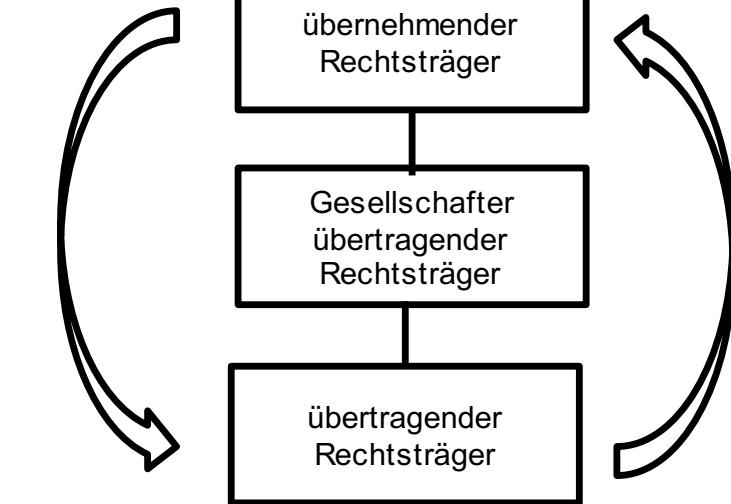 übernehmender
Rechtsträger
Gesellschafter
übertragender
Rechtsträger
übertragender
Rechtsträger